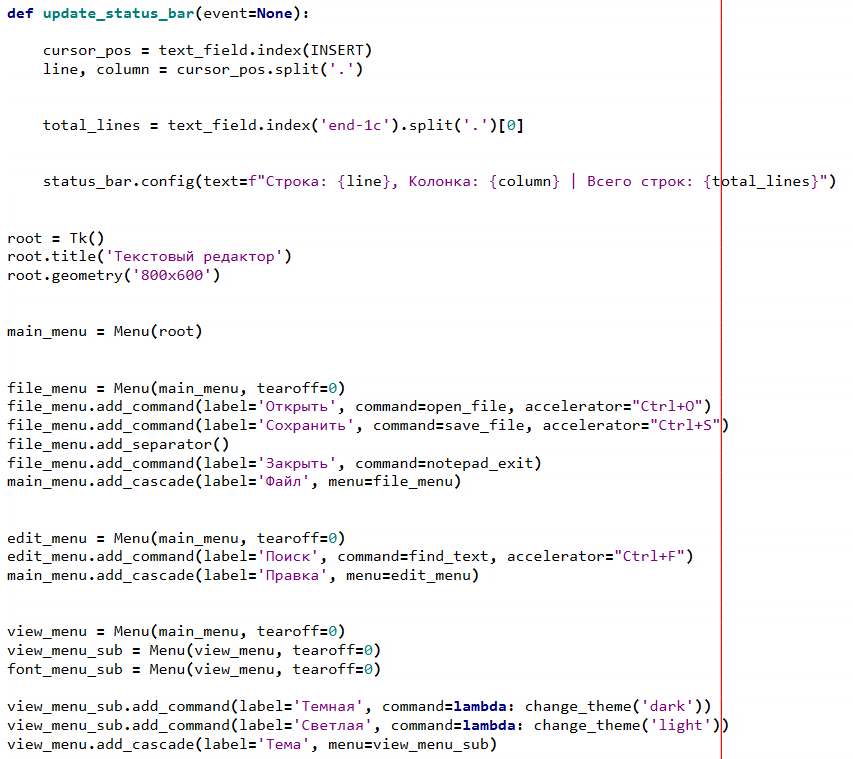 def update_status_bar(event=None):
    cursor_pos = text_field.index(INSERT)
    line, column = cursor_pos.split('.')
    total_lines = text_field.index('end-1c').split('.')[0]
    status_bar.config(text=f"Строка: {line}, Колонка: {column} | Всего строк: {total_lines}")
root = Tk()
root.title('Текстовый редактор')
root.geometry('800x600')
main_menu = Menu(root)
file_menu = Menu(main_menu, tearoff=0)
file_menu.add_command(label='Открыть', command=open_file, accelerator="Ctrl+O")
file_menu.add_command(label='Сохранить', command=save_file, accelerator="Ctrl+S")
file_menu.add_separator()
file_menu.add_command(label='Закрыть', command=notepad_exit)
main_menu.add_cascade(label='Файл', menu=file_menu)
edit_menu = Menu(main_menu, tearoff=0)
edit_menu.add_command(label='Поиск', command=find_text, accelerator="Ctrl+F")
main_menu.add_cascade(label='Правка', menu=edit_menu)
view_menu = Menu(main_menu, tearoff=0)
view_menu_sub = Menu(view_menu, tearoff=0)
font_menu_sub = Menu(view_menu, tearoff=0)
view_menu_sub.add_command(label='Темная', command=lambda: change_theme('dark'))
view_menu_sub.add_command(label='Светлая', command=lambda: change_theme('light'))
view_menu.add_cascade(label='Тема', menu=view_menu_sub)